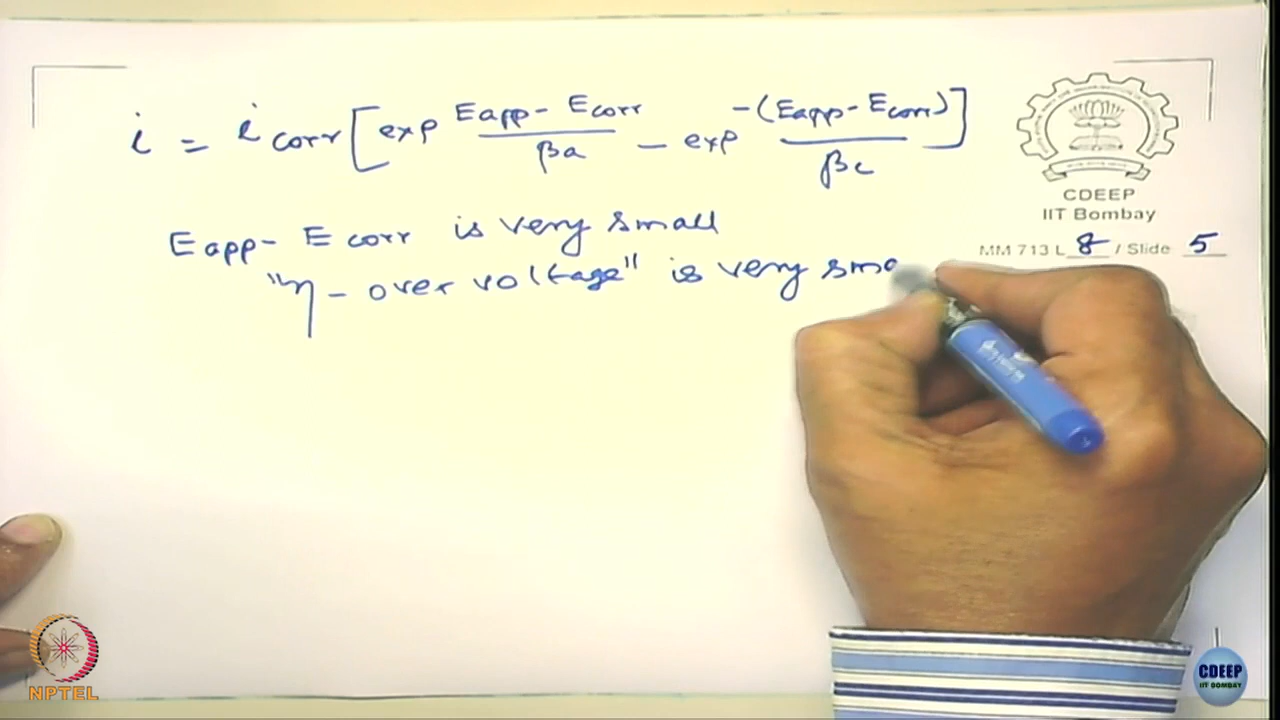 i = i corr [ exp (Eapp - Ecorr / βa) - exp (-(Eapp - Ecorr) / βc) ]
CDEEP
IIT Bombay
MM 713 L 8 / Slide 5
Eapp - Ecorr is very small
"η - over voltage" is very sma
NPTEL
CDEEP
IIT BOMBAY